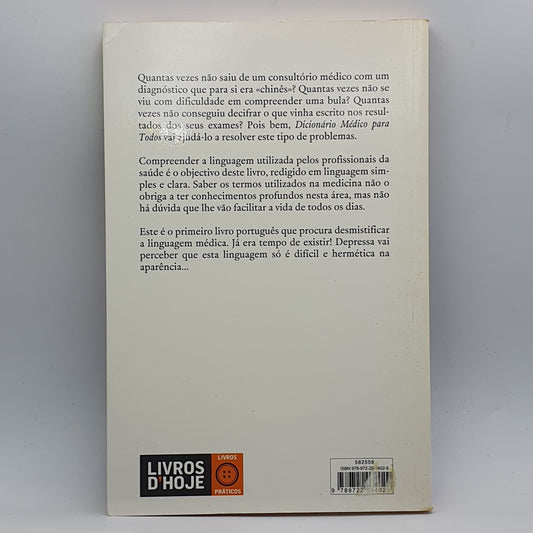 Quantas vezes não saiu de um consultório médico com um
diagnóstico que para si era «chinês»? Quantas vezes não se
viu com dificuldade em compreender uma bula? Quantas
vezes não conseguiu decifrar o que vinha escrito nos resul-
tados dos seus exames? Pois bem, Dicionário Médico para
Todos vai ajudá-lo a resolver este tipo de problemas.
Compreender a linguagem utilizada pelos profissionais da
saúde é o objectivo deste livro, redigido em linguagem sim-
ples e clara. Saber os termos utilizados na medicina não o
obriga a ter conhecimentos profundos nesta área, mas não
há dúvida que lhe vão facilitar a vida de todos os dias.
Este é o primeiro livro português que procura desmistificar
a linguagem médica. Já era tempo de existir! Depressa vai
perceber que esta linguagem só é difícil e hermética na
aparência...
LIVROS
D'HOJE
LIVROS
PRÁTICOS
582558